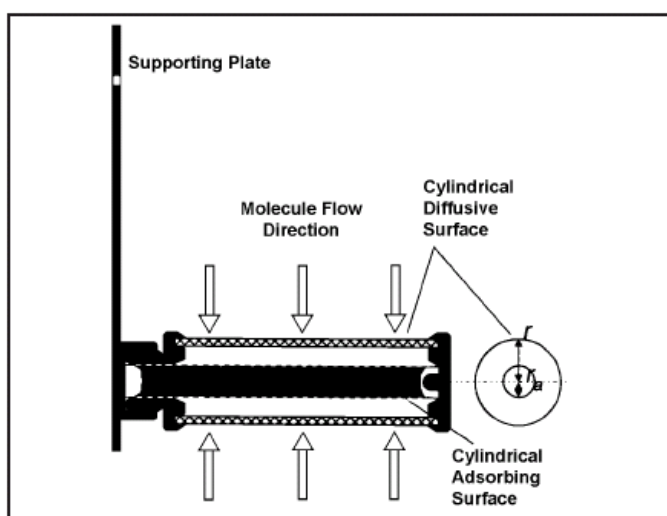 Supporting Plate
Cylindrical
Diffusive
Surface
Molecule Flow
Direction
r
ra
Cylindrical
Adsorbing
Surface